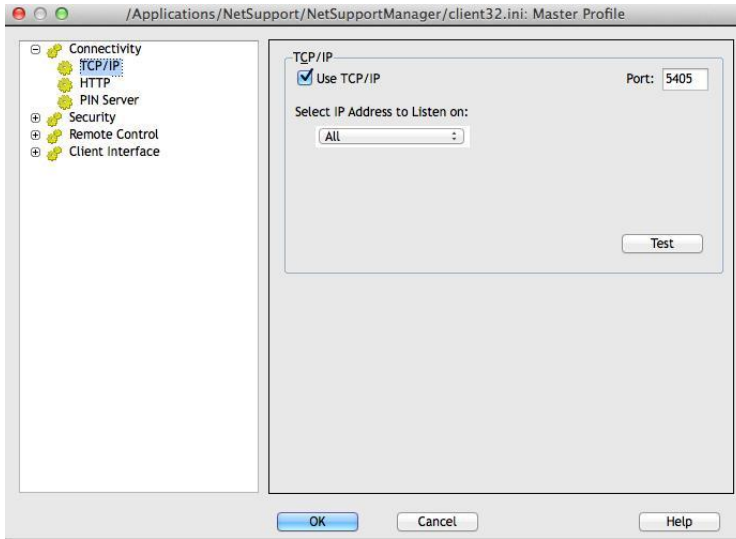 /Applications/NetSupport/NetSupportManager/client32.ini: Master Profile
Connectivity
TCP/IP
HTTP
PIN Server
Security
Remote Control
Client Interface
TCP/IP
Use TCP/IP
Port: 5405
Select IP Address to Listen on:
All
Test
OK
Cancel
Help